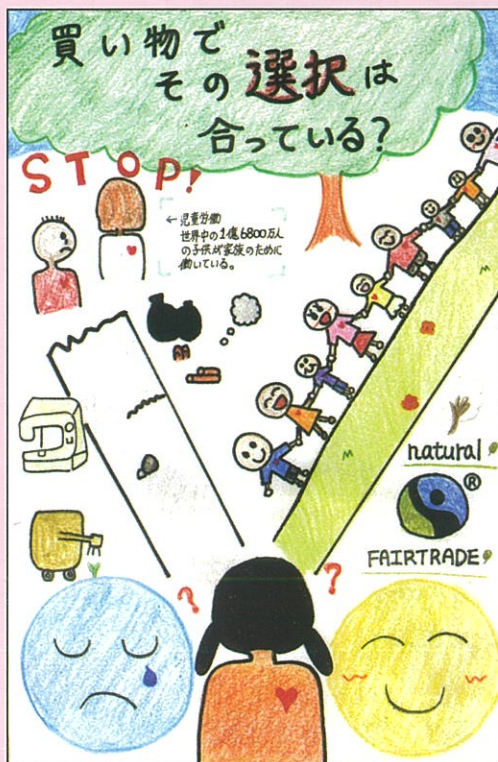 買い物で
その選択は
合っている?
STOP!
←児童労働
世界中の1億6800万人
の子供が家族のために
働いている。
natural
®
FAIRTRADE
?
?